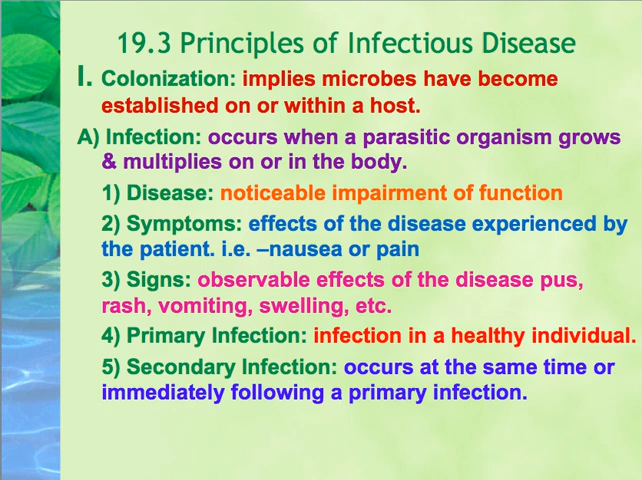 19.3 Principles of Infectious Disease
I. Colonization: implies microbes have become
established on or within a host.
A) Infection: occurs when a parasitic organism grows
& multiplies on or in the body.
1) Disease: noticeable impairment of function
2) Symptoms: effects of the disease experienced by
the patient. i.e. –nausea or pain
3) Signs: observable effects of the disease pus,
rash, vomiting, swelling, etc.
4) Primary Infection: infection in a healthy individual.
5) Secondary Infection: occurs at the same time or
immediately following a primary infection.